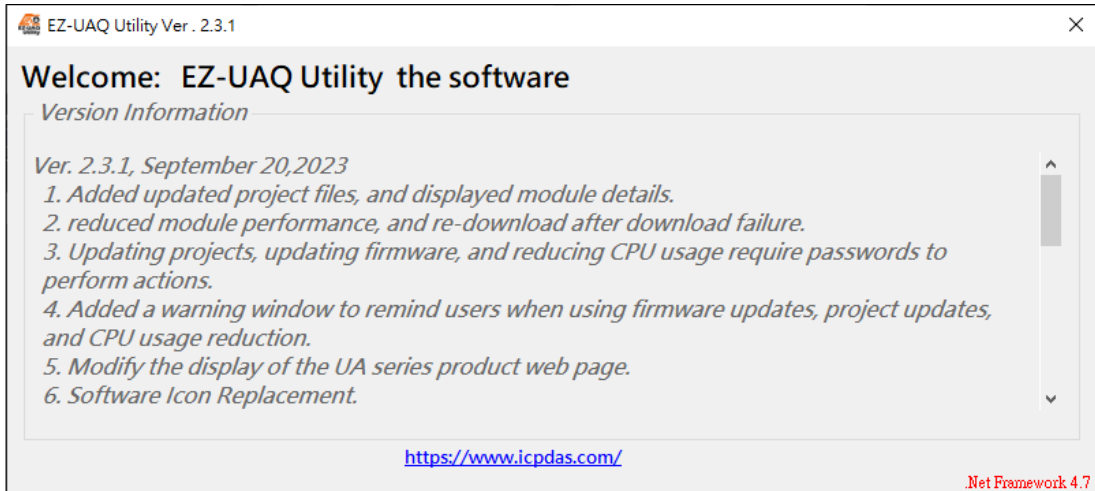 EZ-UAQ Utility Ver . 2.3.1
Welcome: EZ-UAQ Utility the software
Version Information
Ver. 2.3.1, September 20,2023
1. Added updated project files, and displayed module details.
2. reduced module performance, and re-download after download failure.
3. Updating projects, updating firmware, and reducing CPU usage require passwords to
perform actions.
4. Added a warning window to remind users when using firmware updates, project updates,
and CPU usage reduction.
5. Modify the display of the UA series product web page.
6. Software Icon Replacement.
https://www.icpdas.com/
.Net Framework 4.7